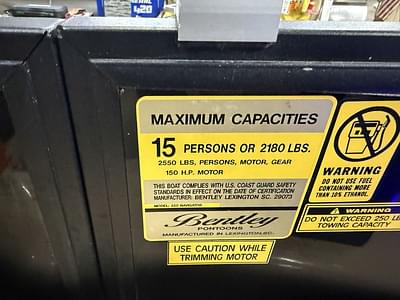 420
MAXIMUM CAPACITIES
15 PERSONS OR 2180 LBS.
2550 LBS, PERSONS, MOTOR, GEAR
150 H.P. MOTOR
THIS BOAT COMPLIES WITH U.S. COAST GUARD SAFETY
STANDARDS IN EFFECT ON THE DATE OF CERTIFICATION
MANUFACTURER: BENTLEY LEXINGTON SC. 29073
Bentley
PONTOONS
MANUFACTURED IN LEXINGTON,SC.
USE CAUTION WHILE
TRIMMING MOTOR
WARNING
DO NOT USE FUEL
CONTAINING MORE
THAN 10% ETHANOL.
WARNING
DO NOT EXCEED 250 L
TOWING CAPACITY